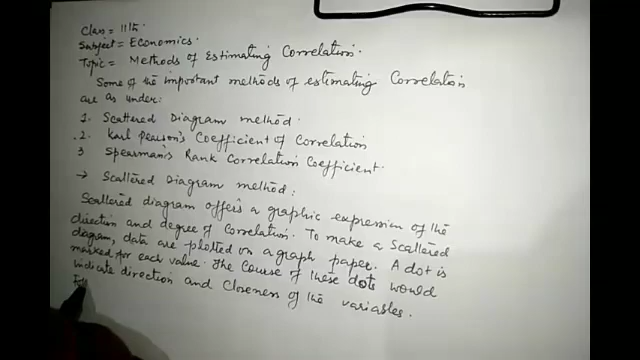 Class = 11th.
Subject = Economics.
Topic = Methods of Estimating Correlation.
Some of the important methods of estimating Correlation
are as under:
1. Scattered Diagram method.
2. Karl Pearson's Coefficient of Correlation
3 Spearman's Rank Correlation Coefficient.
→ Scattered Diagram method:
Scattered diagram offers a graphic expression of the
direction and degree of Correlation. To make a Scattered
diagram, data are plotted on a graph paper. A dot is
marked for each value. The Course of these dots would
indicate direction and Closeness of the variables.